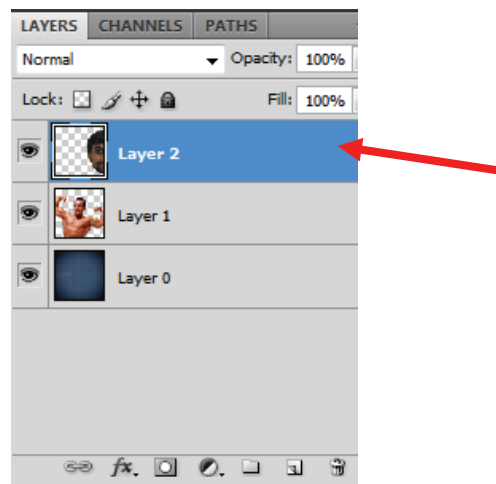 LAYERS CHANNELS PATHS
Normal Opacity: 100%
Lock: Fill: 100%
Layer 2
Layer 1
Layer 0
fx.